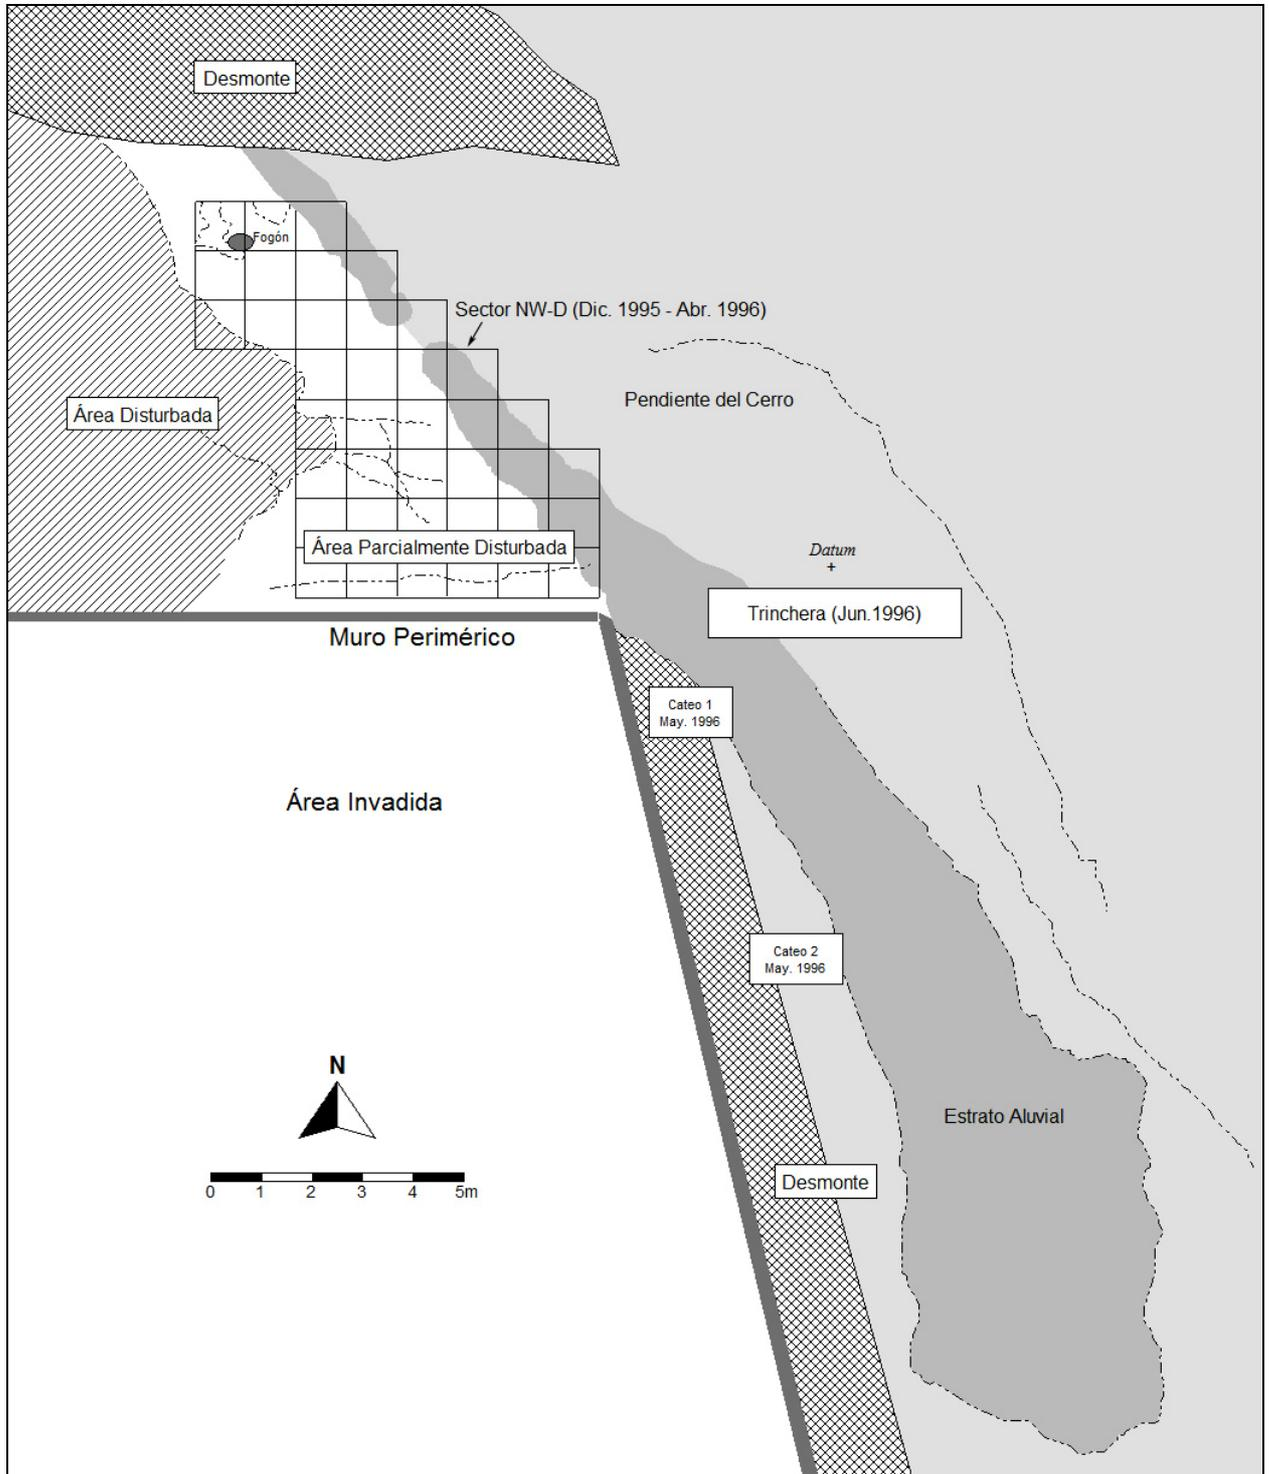 Desmonte
Fogón
Sector NW-D (Dic. 1995 - Abr. 1996)
Pendiente del Cerro
Área Disturbada
Área Parcialmente Disturbada
Datum
+
Trinchera (Jun.1996)
Muro Perimérico
Cateo 1
May. 1996
Área Invadida
Cateo 2
May. 1996
N
Estrato Aluvial
Desmonte
0 1 2 3 4 5m